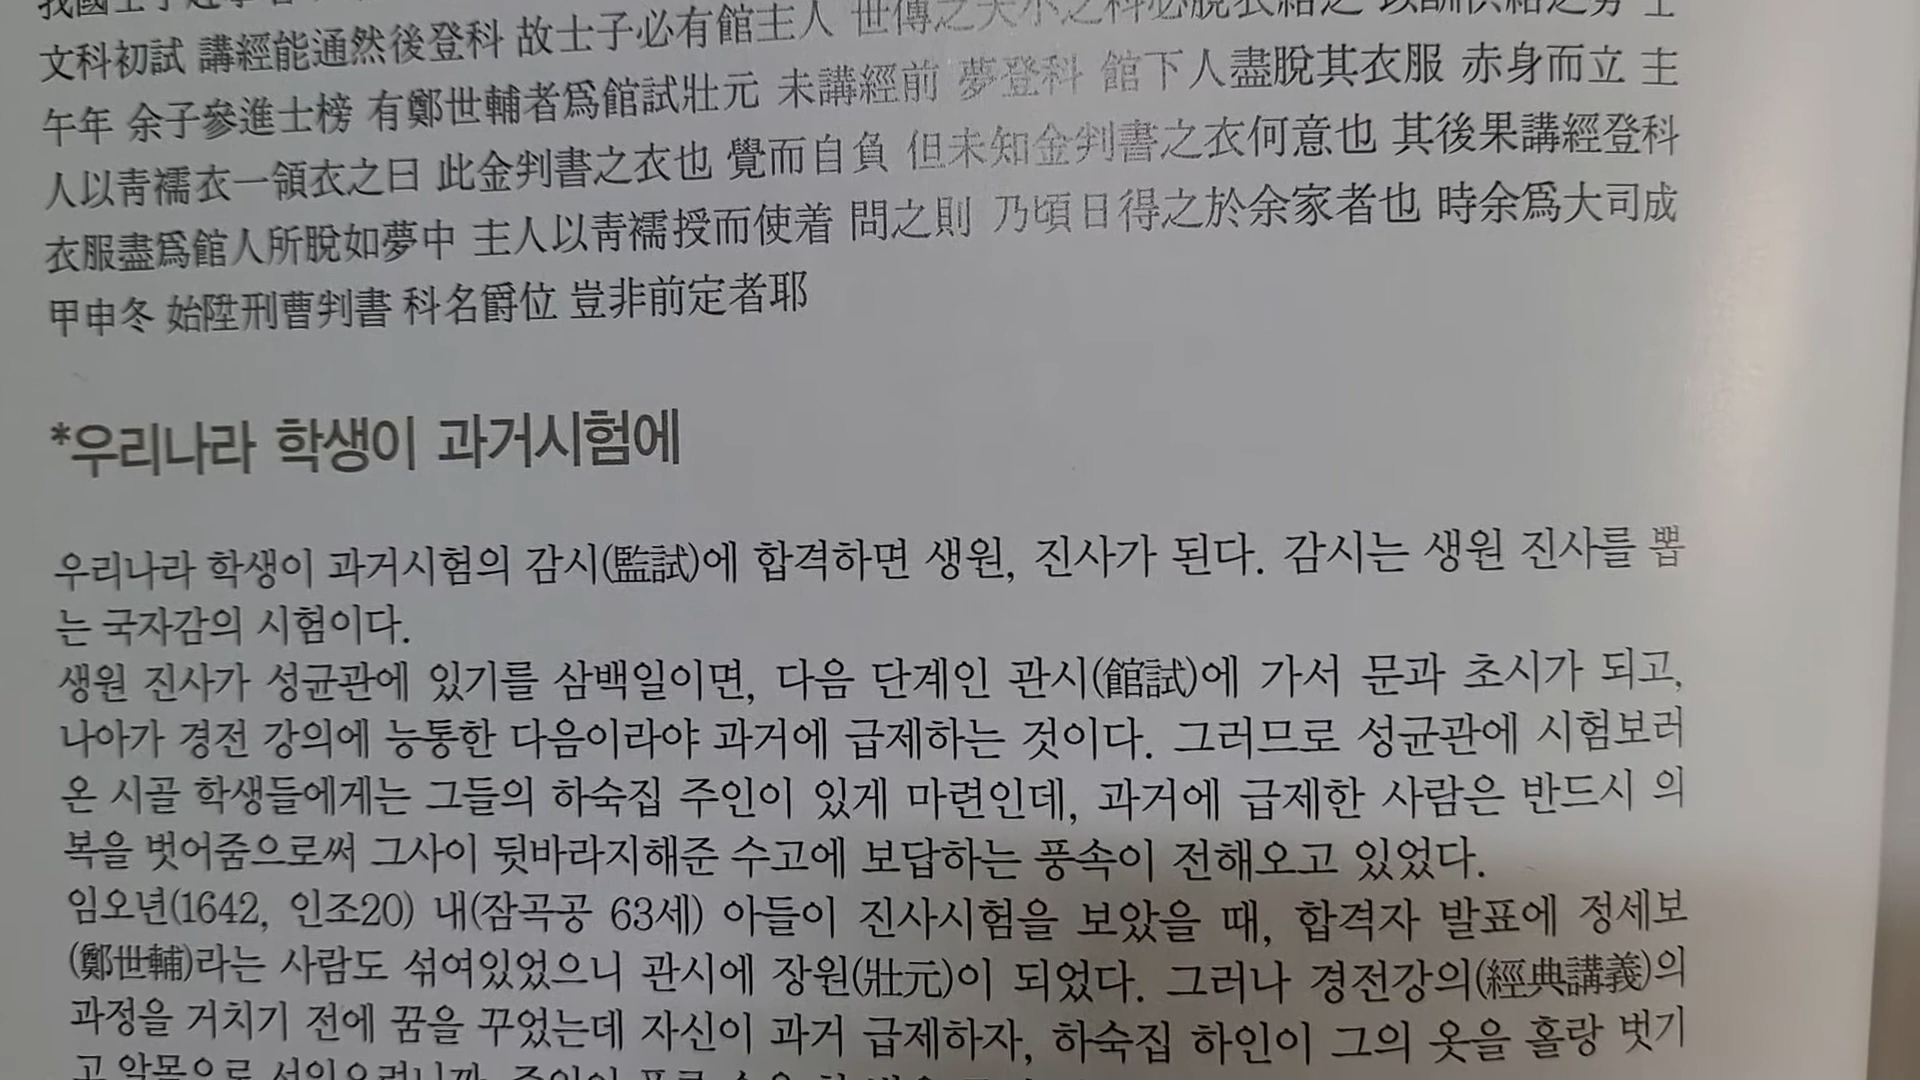 文科初試 講經能通然後登科 故士子必有館主人 世傳之大小之科必脫衣給之
午年 余子參進士榜 有鄭世輔者爲館試壯元 未講經前 夢登科 館下人盡脫其衣服 赤身而立 主
人以靑襦衣一領衣之曰 此金判書之衣也 覺而自負 但未知金判書之衣何意也 其後果講經登科
衣服盡爲館人所脫如夢中 主人以靑襦授而使着 問之則 乃頃日得之於余家者也 時余爲大司成
甲申冬 始陞刑曹判書 科名爵位 豈非前定者耶
*우리나라 학생이 과거시험에
우리나라 학생이 과거시험의 감시(監試)에 합격하면 생원, 진사가 된다. 감시는 생원 진사를 뽑
는 국자감의 시험이다.
생원 진사가 성균관에 있기를 삼백일이면, 다음 단계인 관시(館試)에 가서 문과 초시가 되고,
나아가 경전 강의에 능통한 다음이라야 과거에 급제하는 것이다. 그러므로 성균관에 시험보러
온 시골 학생들에게는 그들의 하숙집 주인이 있게 마련인데, 과거에 급제한 사람은 반드시 의
복을 벗어줌으로써 그사이 뒷바라지해준 수고에 보답하는 풍속이 전해오고 있었다.
임오년(1642, 인조20) 내(잠곡공 63세) 아들이 진사시험을 보았을 때, 합격자 발표에 정세보
(鄭世輔)라는 사람도 섞여있었으니 관시에 장원(壯元)이 되었다. 그러나 경전강의(經典講義)의
과정을 거치기 전에 꿈을 꾸었는데 자신이 과거 급제하자, 하숙집 하인이 그의 옷을 홀랑 벗기